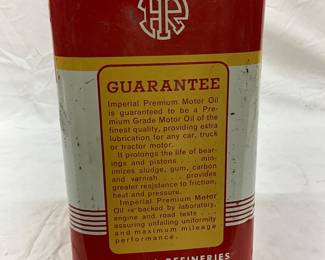 GUARANTEE
Imperial Premium Motor Oil
is guaranteed to be a Pre-
mium Grade Motor Oil of the
finest quality, providing extra
lubrication for any car, truck
or tractor motor.
It prolongs the life of bear-
ings and pistons . . . min-
imizes sludge, gum, carbon
and varnish . . . provides
greater resistance to friction,
heat and pressure.
Imperial Premium Motor
Oil is backed by laboratory,
engine and road tests . . .
assuring unfailing uniformity
and maximum mileage
performance.
REFINERIES